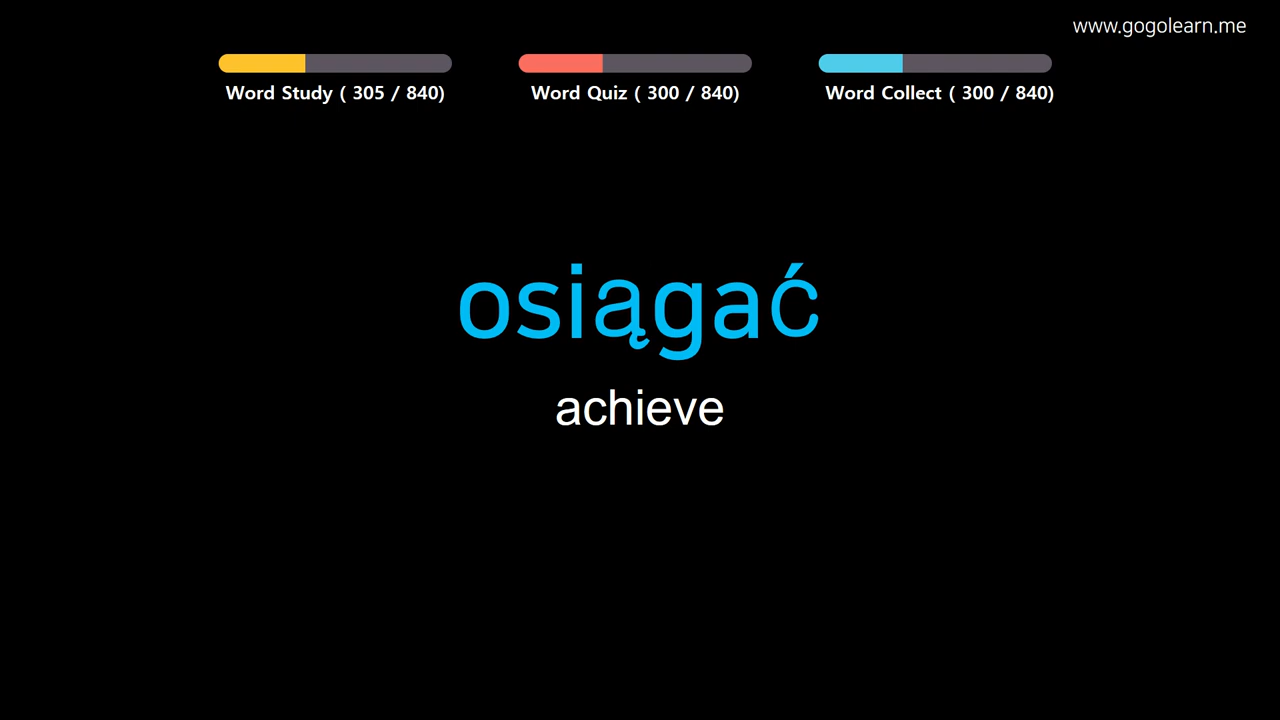 www.gogolearn.me
Word Study ( 305 / 840)
Word Quiz ( 300 / 840)
Word Collect ( 300 / 840)
osiągać
achieve